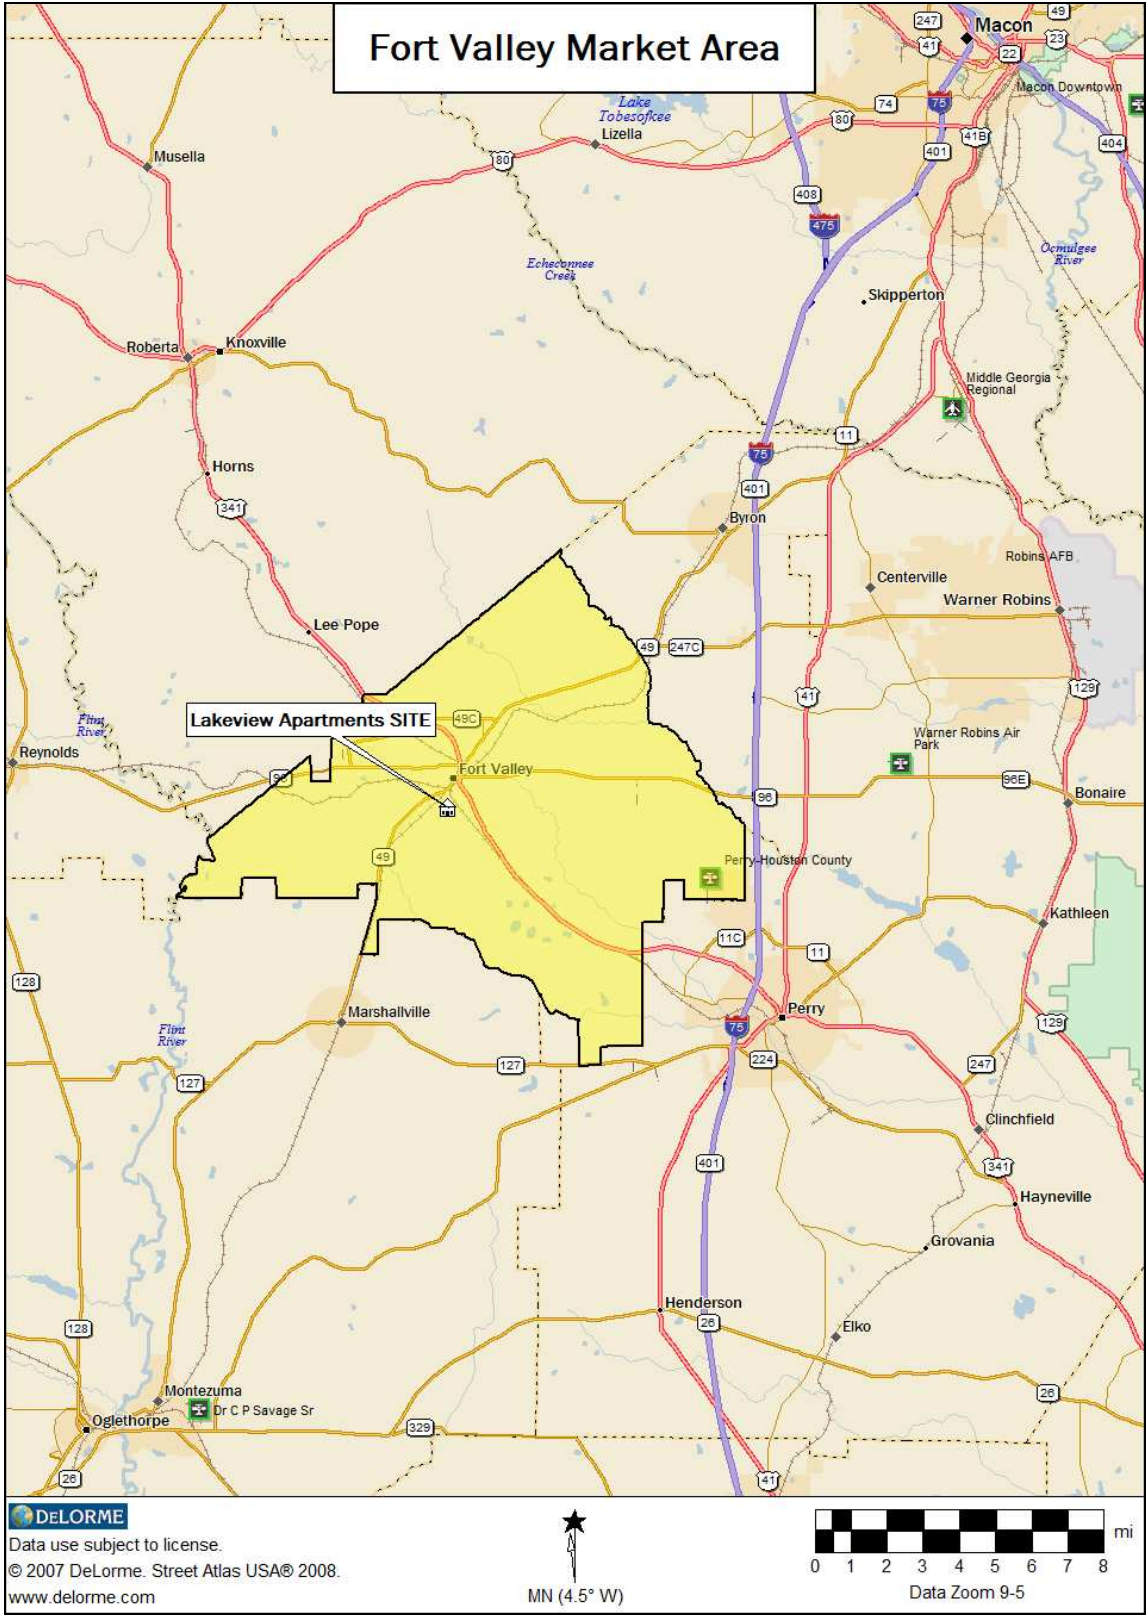 Fort Valley Market Area
247
49
Macon
41
23
22
Macon Downtown
Lake
Tobesofkee
74
75
80
Lizella
41B
401
404
80
Musella
408
475
Echeconnee
Creek
Ocmulgee
River
Skipperton
Roberta
Knoxville
Middle Georgia
Regional
11
75
Horns
401
341
Byron
Robins AFB
Centerville
Warner Robins
Lee Pope
49
247C
129
41
Lakeview Apartments SITE
49C
Flint
River
Warner Robins Air
Park
Reynolds
Fort Valley
96
96E
96
Bonaire
49
Perry-Houston County
Kathleen
11C
11
128
Perry
Marshallville
75
129
Flint
River
127
224
247
127
Clinchfield
401
341
Hayneville
Grovania
Henderson
26
Elko
128
Montezuma
26
Dr C P Savage Sr
Oglethorpe
329
26
41
DELORME
Data use subject to license.
© 2007 DeLorme. Street Atlas USA® 2008.
www.delorme.com
MN (4.5° W)
mi
0 1 2 3 4 5 6 7 8
Data Zoom 9-5